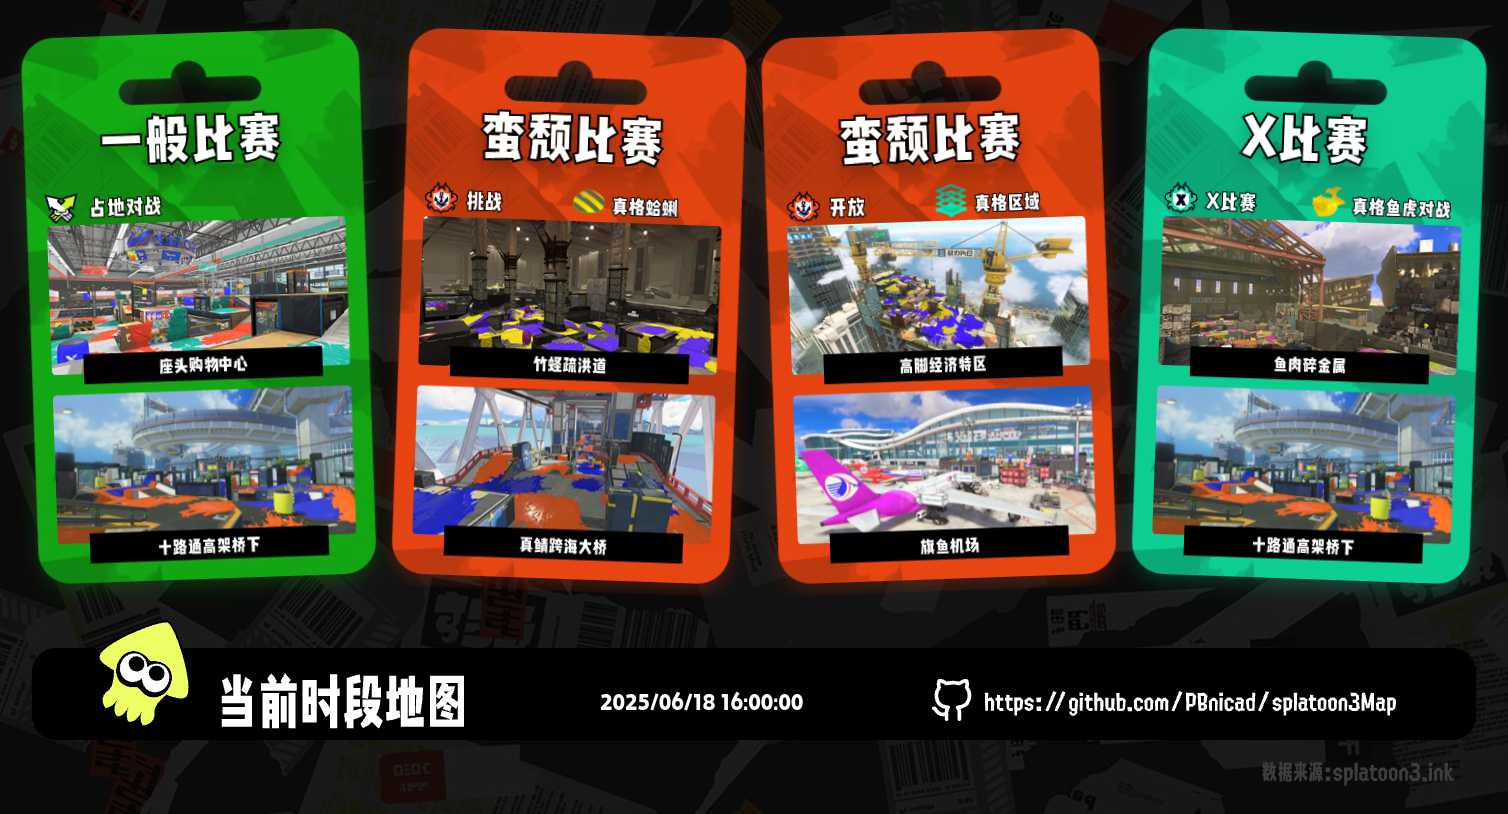 一般比赛
占地对战
座头购物中心
十路通高架桥下
蛮颓比赛
挑战
真格蛤蜊
竹蛏疏洪道
真鲭跨海大桥
蛮颓比赛
开放
真格区域
高脚经济特区
旗鱼机场
X比赛
X比赛
真格鱼虎对战
鱼肉碎金属
十路通高架桥下
当前时段地图
2025/06/18 16:00:00
https://github.com/PBnicad/splatoon3Map
数据来源:splatoon3.ink